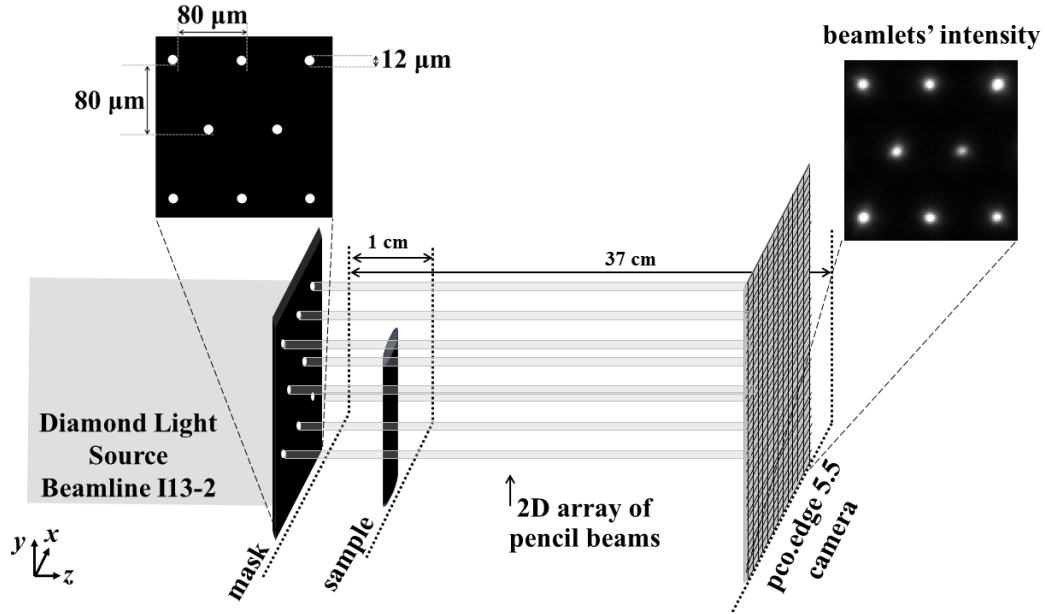 80 μm
beamlets' intensity
12 μm
80 μm
1 cm
37 cm
Diamond Light
Source
Beamline I13-2
2D array of
pencil beams
y
x
z
mask
sample
pco.edge 5.5
camera